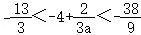 -13/3 < -4 + 2/3a < -38/9